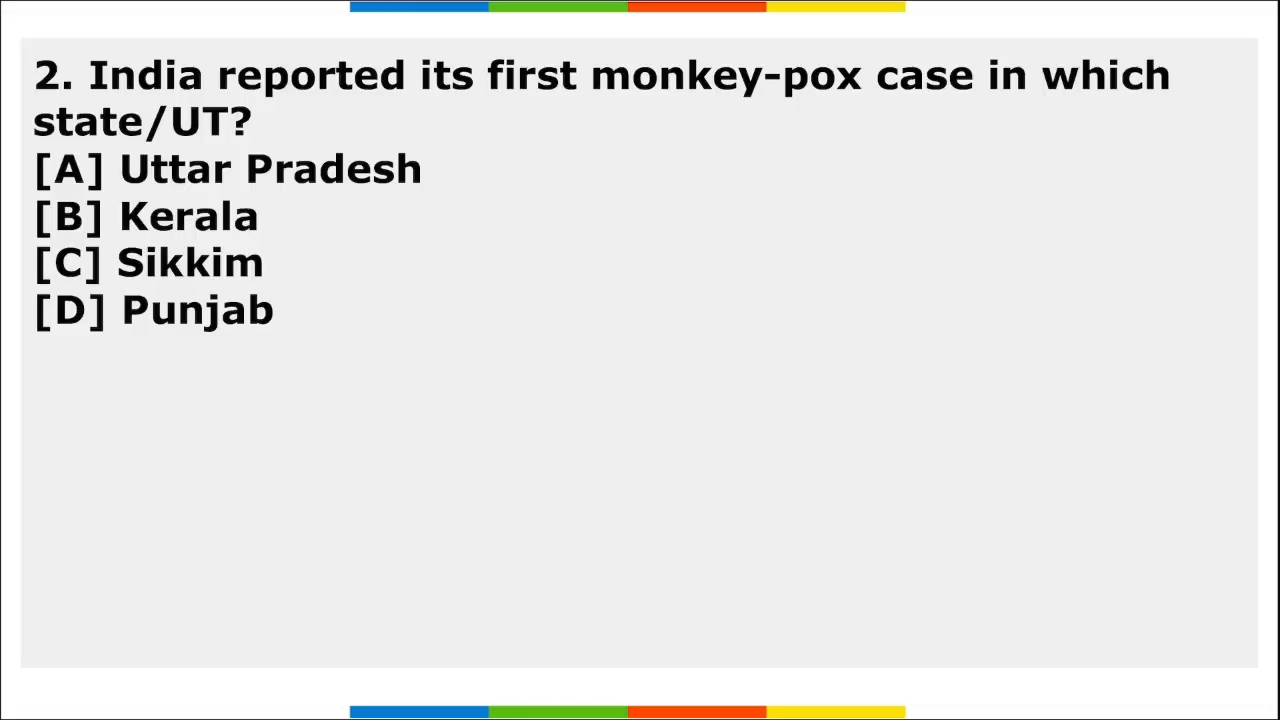 2. India reported its first monkey-pox case in which
state/UT?
[A] Uttar Pradesh
[B] Kerala
[C] Sikkim
[D] Punjab